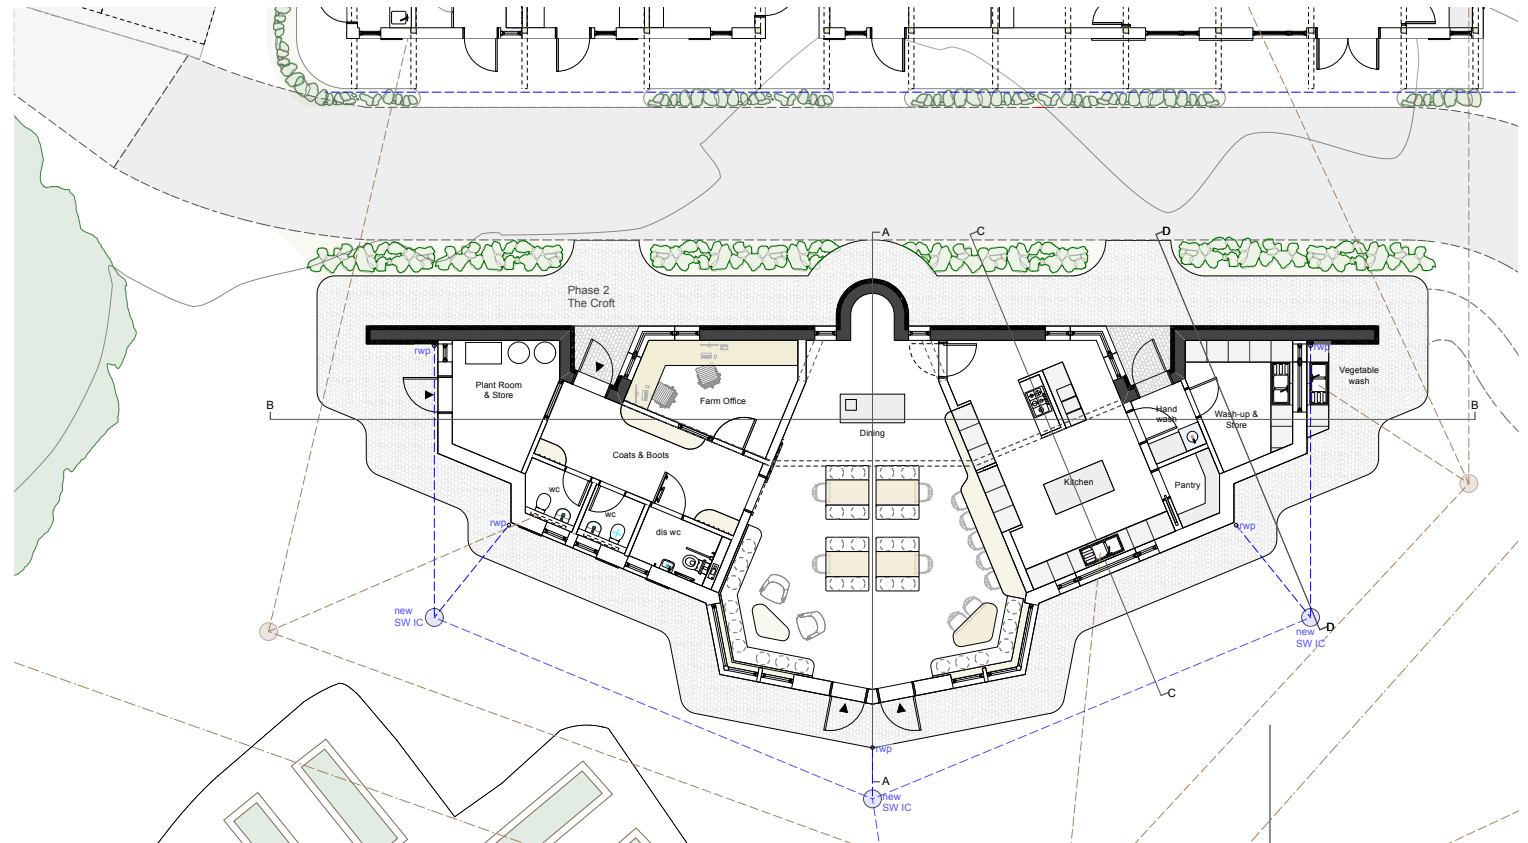 A
C
D
Phase 2
The Croft
rwp
rwp
Plant Room
& Store
Vegetable
wash
Farm Office
B
B
Hand
wash
Wash-up &
Store
Dining
Coats & Boots
Kitchen
Pantry
wc
wc
rwp
rwp
dis wc
new
SW IC
D
new
SW IC
C
rwp
A
new
SW IC